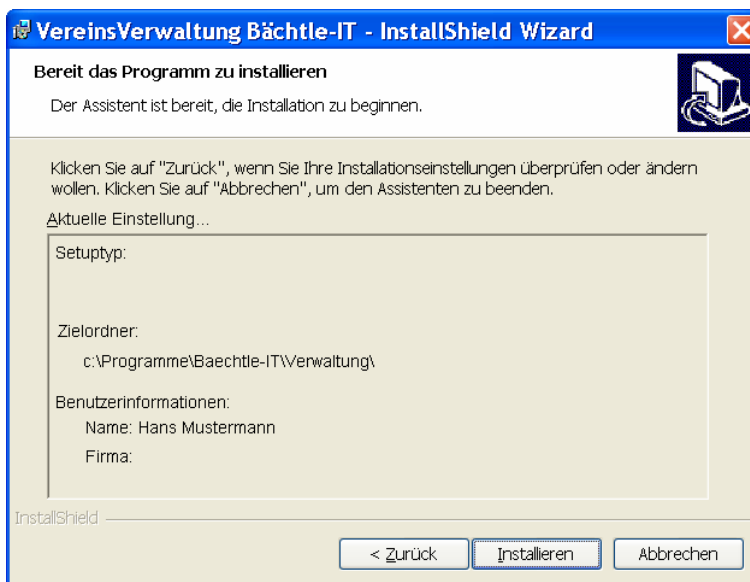 VereinsVerwaltung Bächtle-IT - InstallShield Wizard
Bereit das Programm zu installieren
Der Assistent ist bereit, die Installation zu beginnen.
Klicken Sie auf "Zurück", wenn Sie Ihre Installationseinstellungen überprüfen oder ändern
wollen. Klicken Sie auf "Abbrechen", um den Assistenten zu beenden.
Aktuelle Einstellung...
Setuptyp:
Zielordner:
c:\Programme\Baechtle-IT\Verwaltung\
Benutzerinformationen:
Name: Hans Mustermann
Firma:
InstallShield
< Zurück
Installieren
Abbrechen